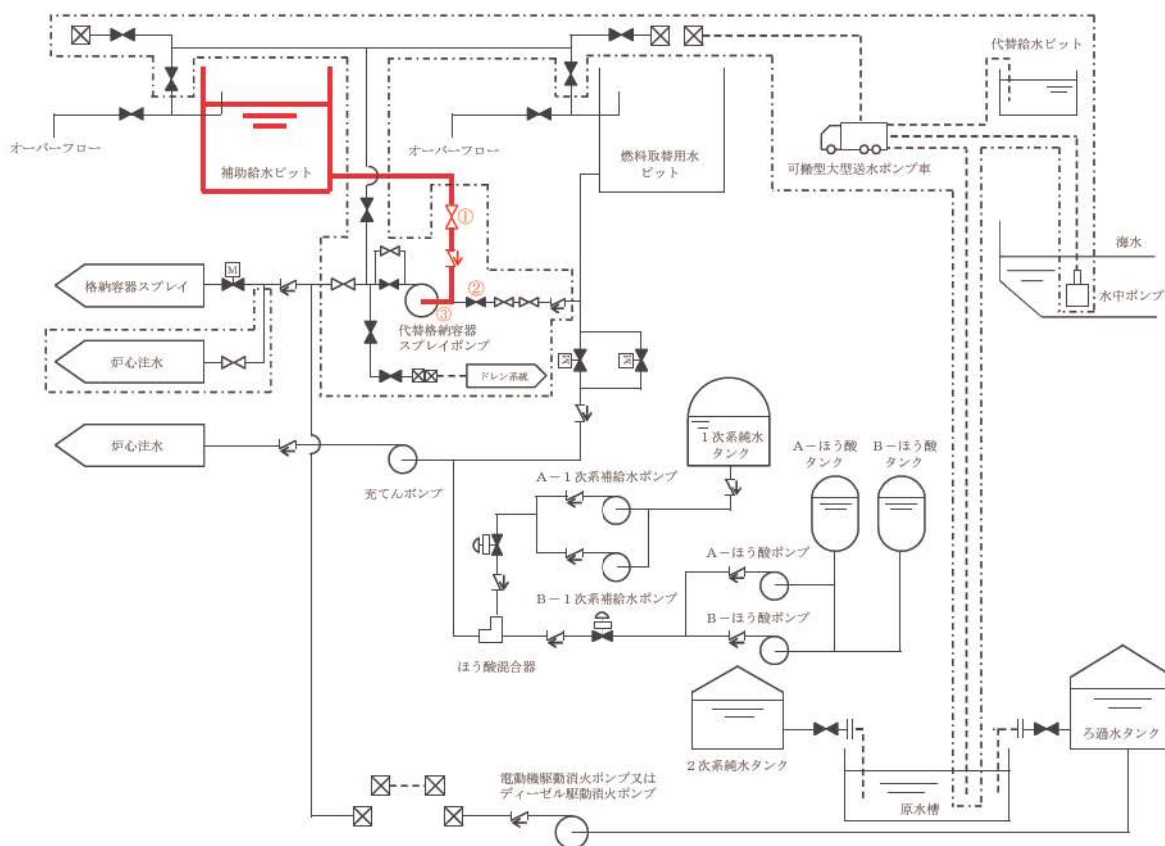 代替給水ピット
オーバーフロー
補助給水ピット
オーバーフロー
燃料取替用水
ピット
可搬型大型送水ポンプ車
海水
水中ポンプ
①
M
格納容器スプレイ
②
③
代替格納容器
スプレイポンプ
炉心注水
M
M
ドレン系統
炉心注水
充てんポンプ
1次系純水
タンク
A-ほう酸
タンク
B-ほう酸
タンク
A-1次系補給水ポンプ
A-ほう酸ポンプ
B-1次系補給水ポンプ
B-ほう酸ポンプ
ほう酸混合器
2次系純水タンク
ろ過水タンク
電動機駆動消火ポンプ又は
ディーゼル駆動消火ポンプ
原水槽